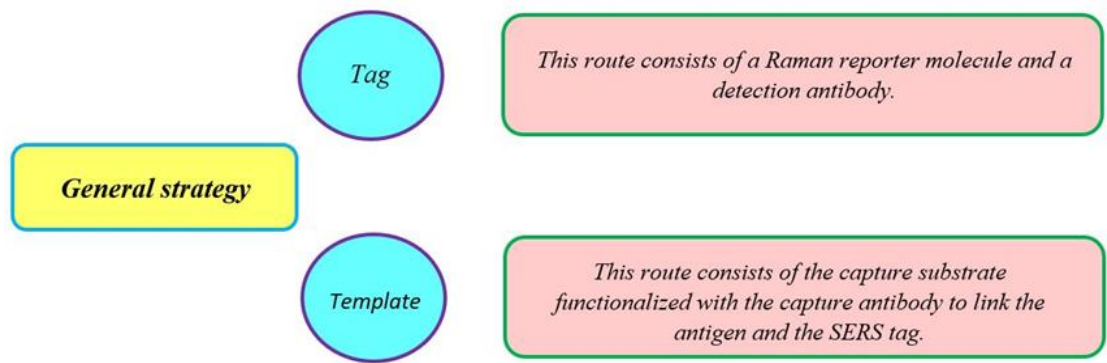 Tag
This route consists of a Raman reporter molecule and a
detection antibody.
General strategy
Template
This route consists of the capture substrate
functionalized with the capture antibody to link the
antigen and the SERS tag.